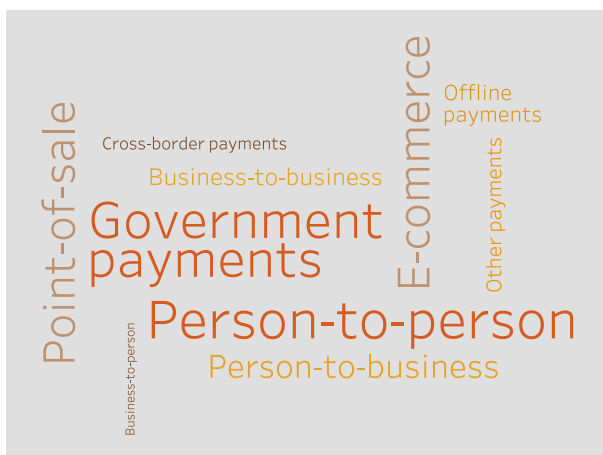 Point-of-sale
Cross-border payments
Business-to-business
Government
payments
E-commerce
Offline
payments
Other payments
Person-to-person
Person-to-business
Business-to-person